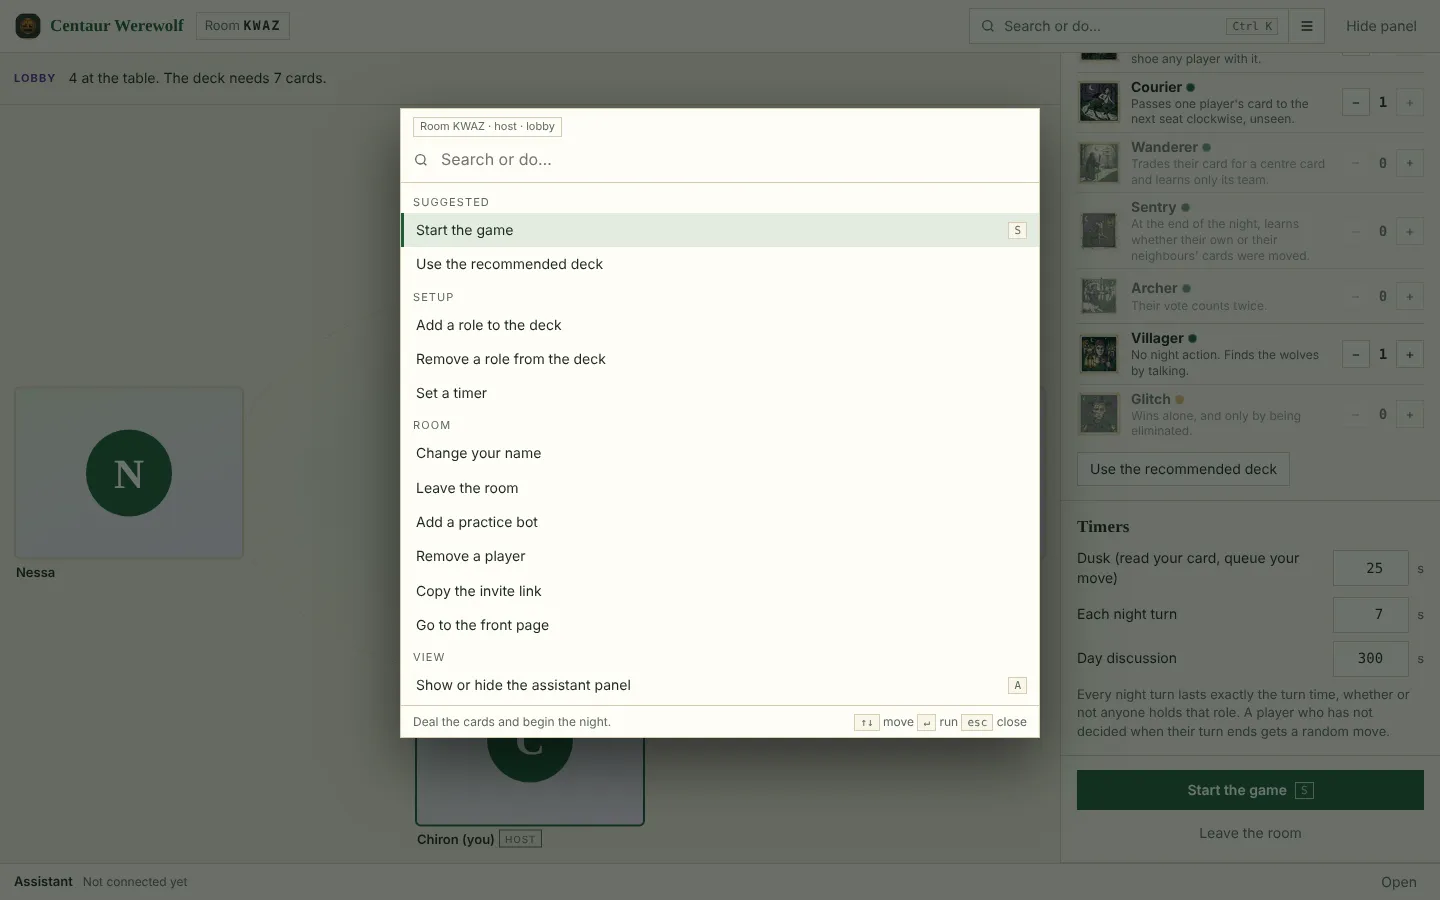 Centaur Werewolf
Room KWAZ
Search or do...
Ctrl K
Hide panel
LOBBY 4 at the table. The deck needs 7 cards.
Room KWAZ · host · lobby
Search or do...
SUGGESTED
Start the game S
Use the recommended deck
SETUP
Add a role to the deck
Remove a role from the deck
Set a timer
ROOM
Change your name
Leave the room
Add a practice bot
Remove a player
Copy the invite link
Go to the front page
VIEW
Show or hide the assistant panel A
Deal the cards and begin the night.
↑↓ move ↵ run esc close
N
Nessa
C
Chiron (you) HOST
shoe any player with it.
Courier
Passes one player's card to the
next seat clockwise, unseen.
− 1 +
Wanderer
Trades their card for a centre card
and learns only its team.
− 0 +
Sentry
At the end of the night, learns
whether their own or their
neighbours' cards were moved.
− 0 +
Archer
Their vote counts twice.
− 0 +
Villager
No night action. Finds the wolves
by talking.
− 1 +
Glitch
Wins alone, and only by being
eliminated.
− 0 +
Use the recommended deck
Timers
Dusk (read your card, queue your
move)
25 s
Each night turn 7 s
Day discussion 300 s
Every night turn lasts exactly the turn time, whether or
not anyone holds that role. A player who has not
decided when their turn ends gets a random move.
Start the game S
Leave the room
Assistant Not connected yet
Open